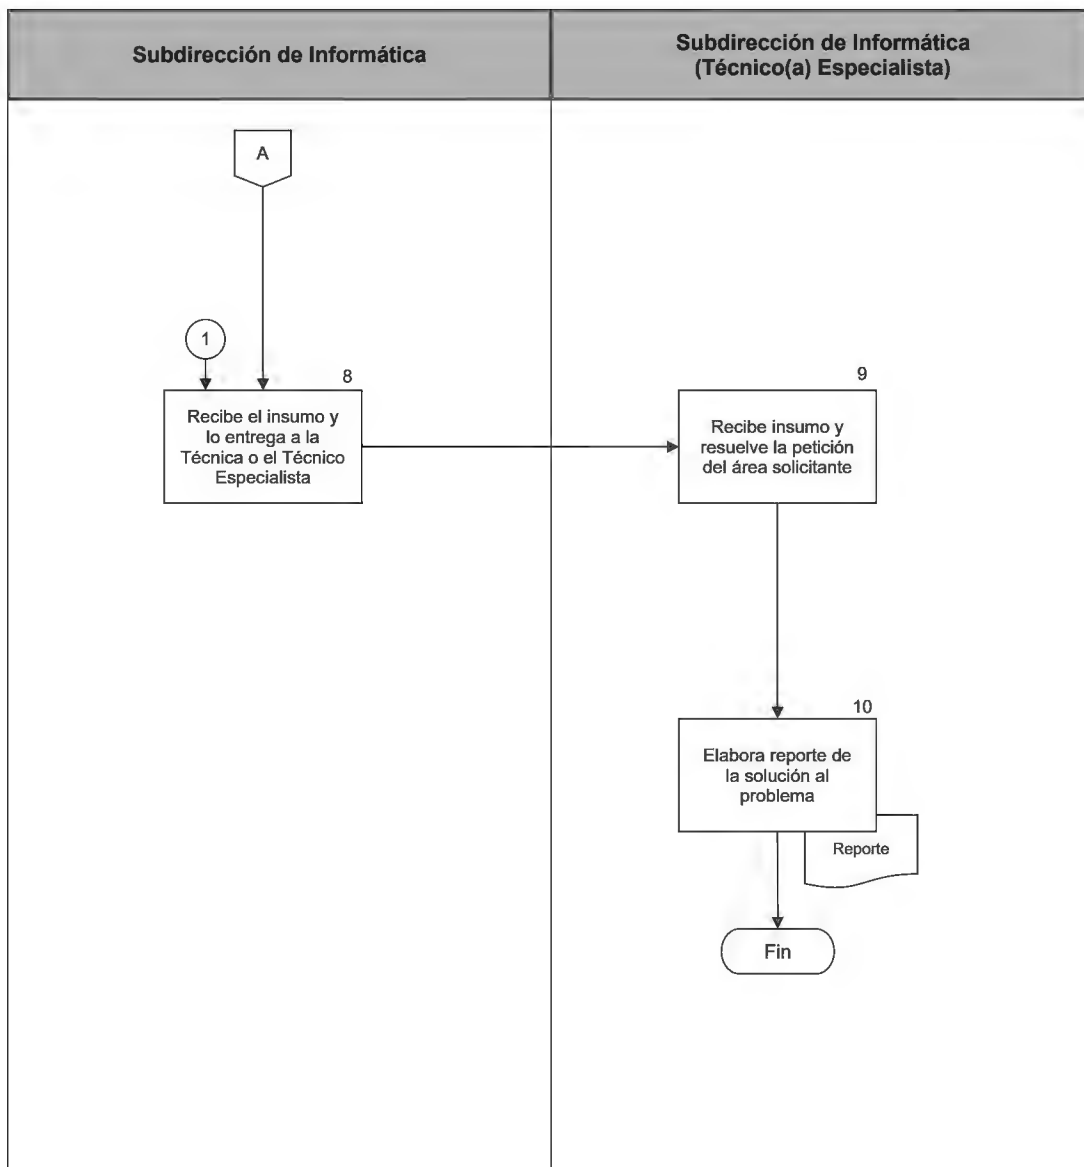 Subdirección de Informática
Subdirección de Informática
(Técnico(a) Especialista)
A
1
8
Recibe el insumo y
lo entrega a la
Técnica o el Técnico
Especialista
9
Recibe insumo y
resuelve la petición
del área solicitante
10
Elabora reporte de
la solución al
problema
Reporte
Fin